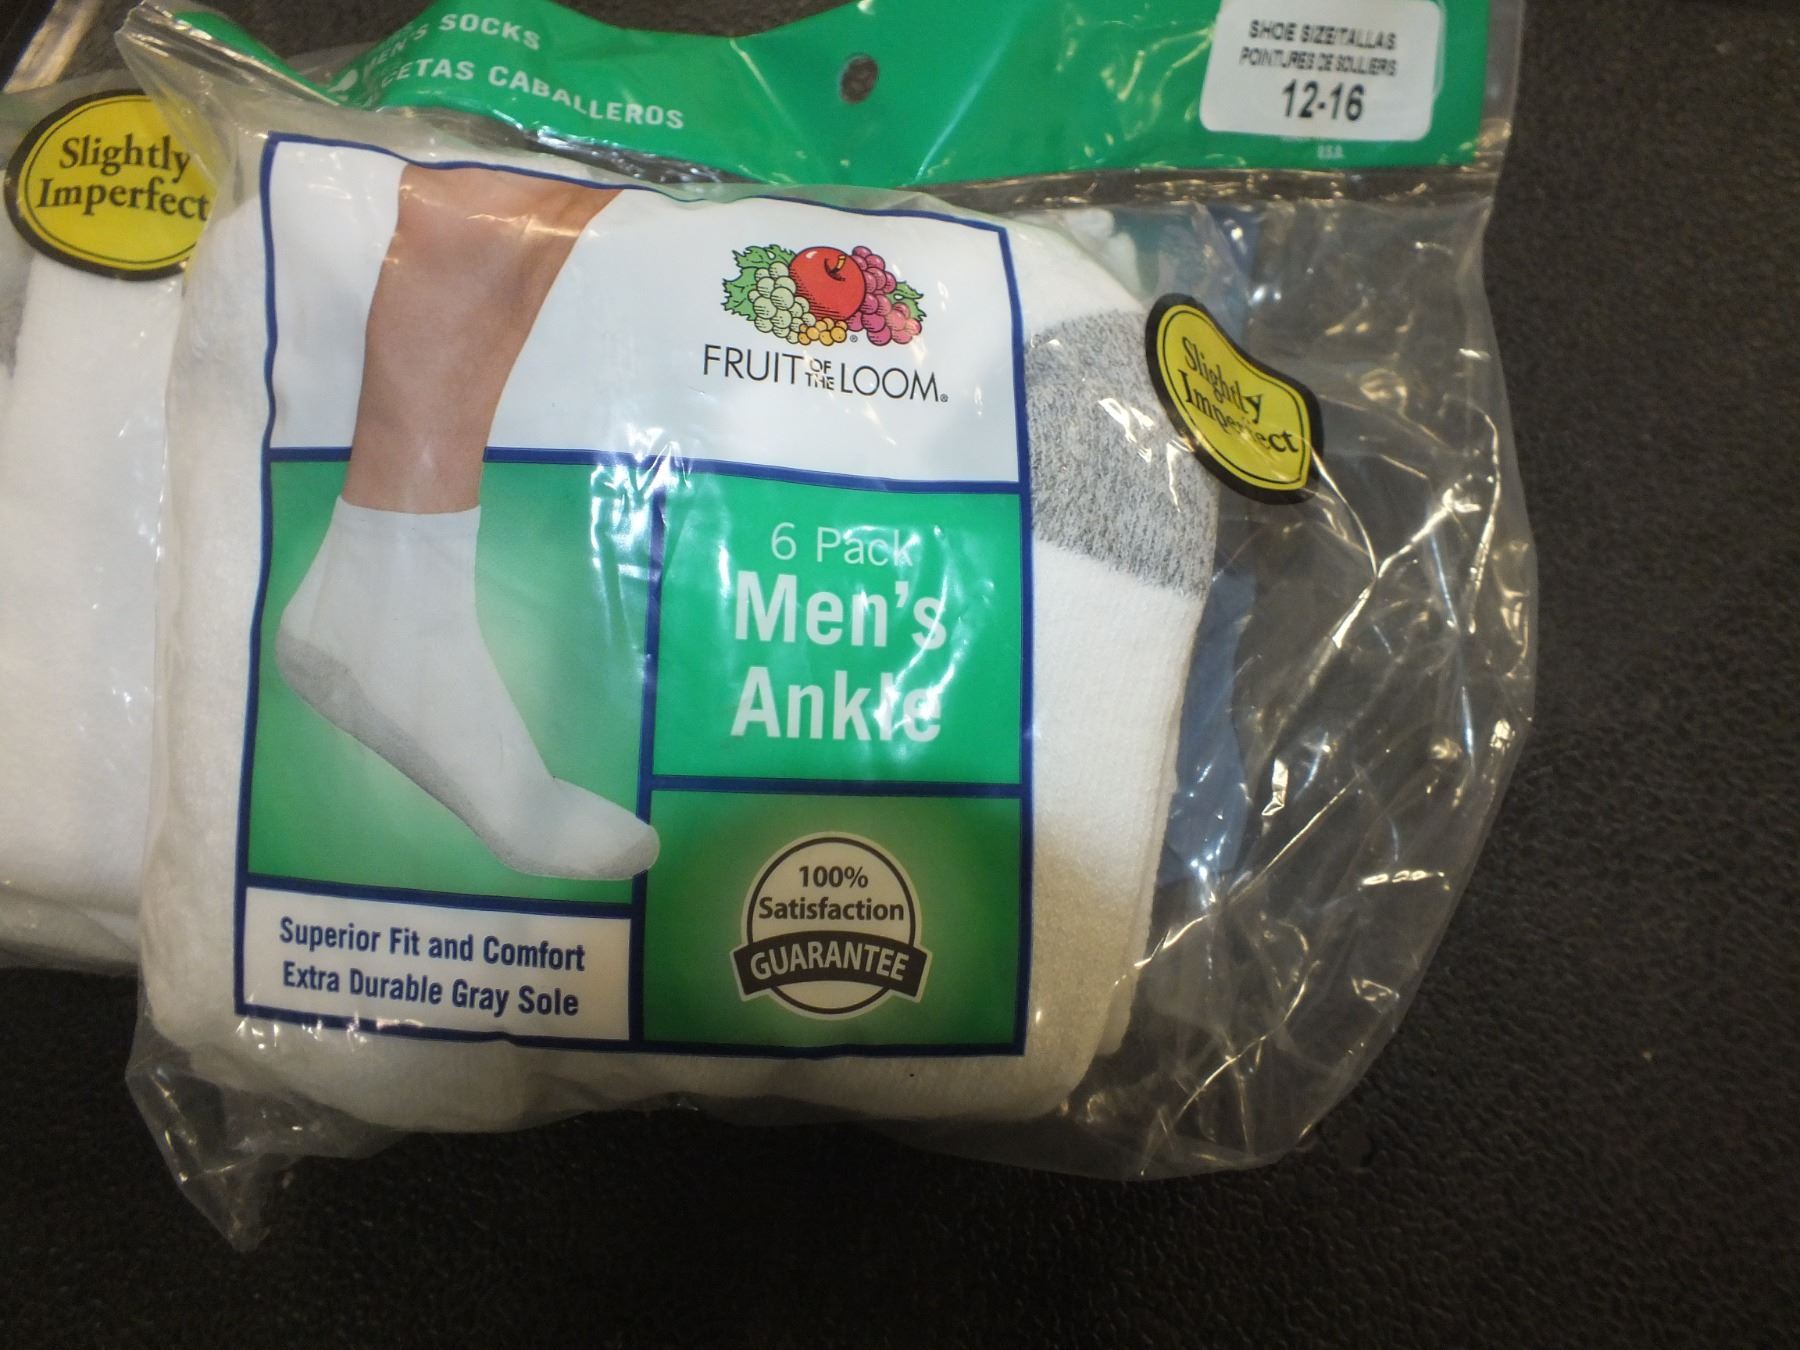 MEN'S SOCKS
CETAS CABALLEROS
SHOE SIZE/TALLAS
POINTURES DE SOULIERS
12-16
U.S.A.
Slightly
Imperfect
FRUIT OF THE LOOM®
Slightly
Imperfect
6 Pack
Men's
Ankle
100%
Satisfaction
GUARANTEE
Superior Fit and Comfort
Extra Durable Gray Sole